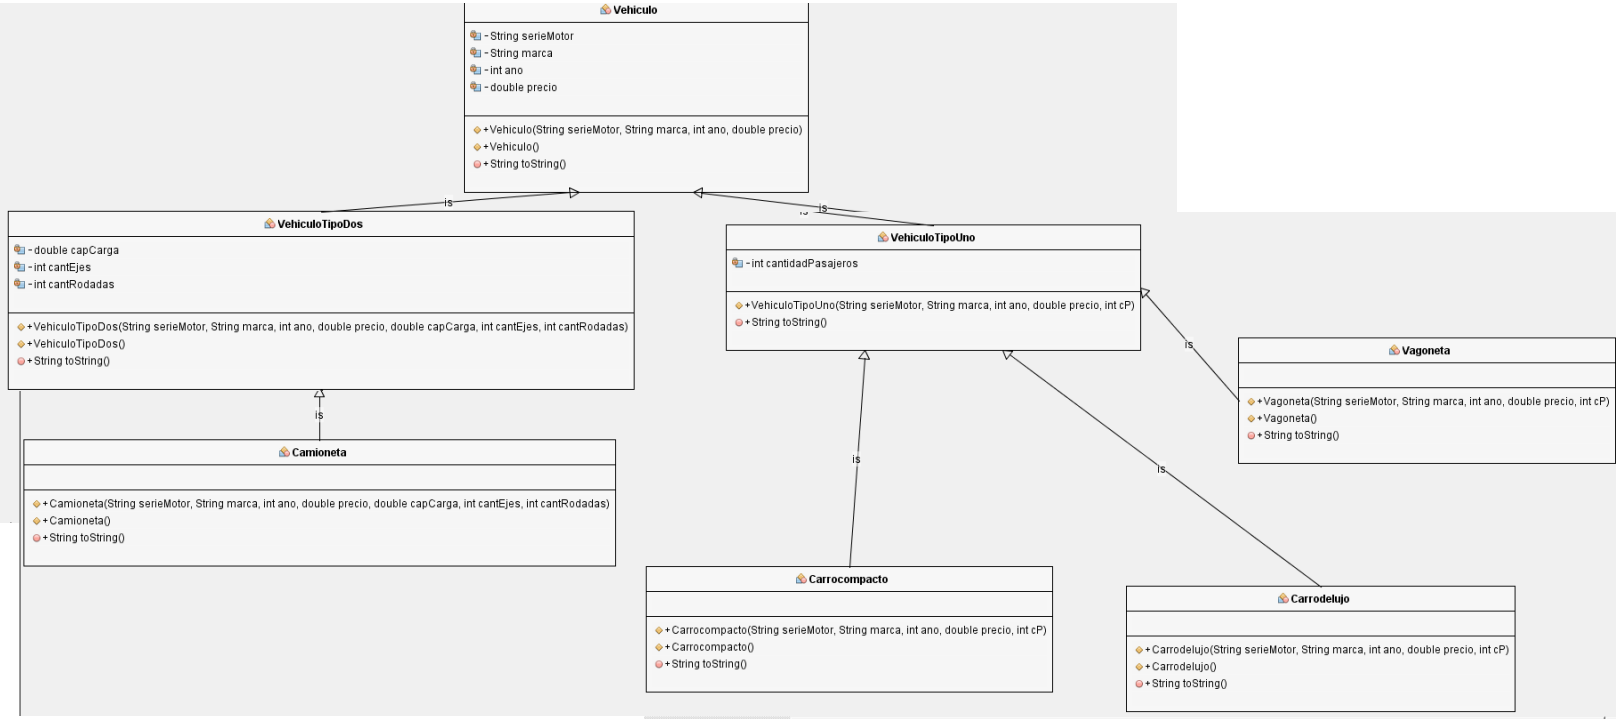 Vehiculo
- String serieMotor
- String marca
- int ano
- double precio
+ Vehiculo(String serieMotor, String marca, int ano, double precio)
+ Vehiculo()
+ String toString()
is
is
VehiculoTipoDos
- double capCarga
- int cantEjes
- int cantRodadas
+ VehiculoTipoDos(String serieMotor, String marca, int ano, double precio, double capCarga, int cantEjes, int cantRodadas)
+ VehiculoTipoDos()
+ String toString()
VehiculoTipoUno
- int cantidadPasajeros
+ VehiculoTipoUno(String serieMotor, String marca, int ano, double precio, int cP)
+ String toString()
is
Vagoneta
+ Vagoneta(String serieMotor, String marca, int ano, double precio, int cP)
+ Vagoneta()
+ String toString()
is
Camioneta
+ Camioneta(String serieMotor, String marca, int ano, double precio, double capCarga, int cantEjes, int cantRodadas)
+ Camioneta()
+ String toString()
is
is
Carrocompacto
+ Carrocompacto(String serieMotor, String marca, int ano, double precio, int cP)
+ Carrocompacto()
+ String toString()
Carrodelujo
+ Carrodelujo(String serieMotor, String marca, int ano, double precio, int cP)
+ Carrodelujo()
+ String toString()